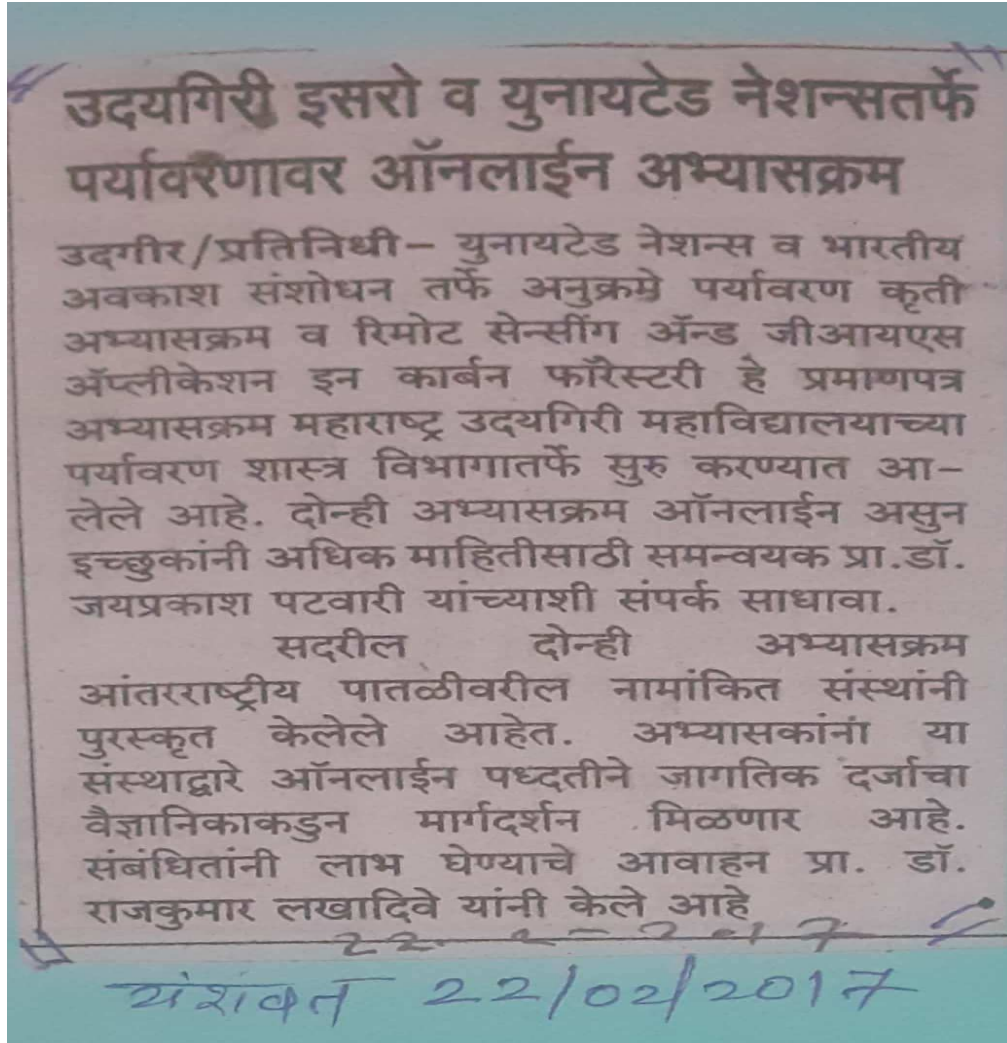 उदयगिरी इसरो व युनायटेड नेशन्सतर्फे
पर्यावरणावर ऑनलाईन अभ्यासक्रम
उदगीर/प्रतिनिधी– युनायटेड नेशन्स व भारतीय
अवकाश संशोधन तर्फे अनुक्रमे पर्यावरण कृती
अभ्यासक्रम व रिमोट सेन्सींग ॲन्ड जीआयएस
ॲप्लीकेशन इन कार्बन फॉरेस्टरी हे प्रमाणपत्र
अभ्यासक्रम महाराष्ट्र उदयगिरी महाविद्यालयाच्या
पर्यावरण शास्त्र विभागातर्फे सुरु करण्यात आ–
लेले आहे. दोन्ही अभ्यासक्रम ऑनलाईन असुन
इच्छुकांनी अधिक माहितीसाठी समन्वयक प्रा.डॉ.
जयप्रकाश पटवारी यांच्याशी संपर्क साधावा.
सदरील दोन्ही अभ्यासक्रम
आंतरराष्ट्रीय पातळीवरील नामांकित संस्थांनी
पुरस्कृत केलेले आहेत. अभ्यासकांनां या
संस्थाद्वारे ऑनलाईन पध्दतीने जागतिक दर्जाचा
वैज्ञानिकाकडुन मार्गदर्शन मिळणार आहे.
संबंधितांनी लाभ घेण्याचे आवाहन प्रा. डॉ.
राजकुमार लखादिवे यांनी केले आहे
22-2-2017
यशवंत 22/02/2017